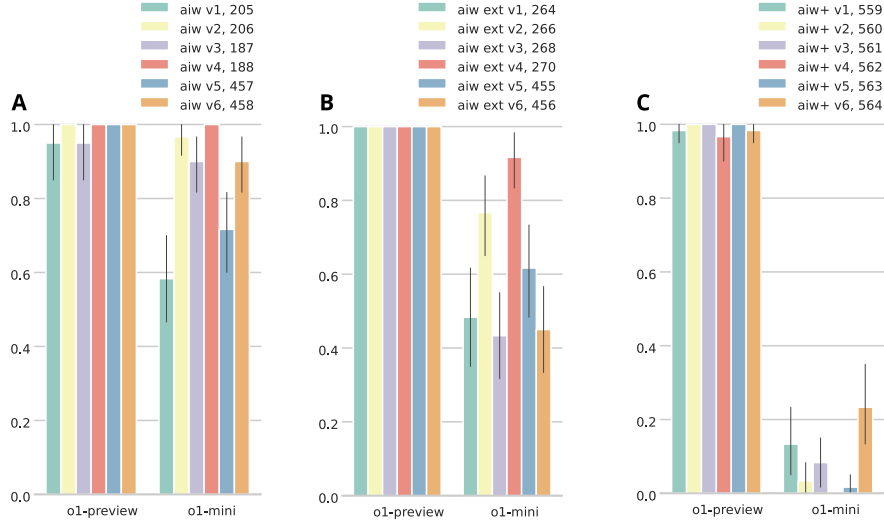 aiw v1, 205
aiw v2, 206
aiw v3, 187
aiw v4, 188
aiw v5, 457
aiw v6, 458
A
1.0
0.8
0.6
0.4
0.2
0.0
o1-preview
o1-mini
aiw ext v1, 264
aiw ext v2, 266
aiw ext v3, 268
aiw ext v4, 270
aiw ext v5, 455
aiw ext v6, 456
B
1.0
0.8
0.6
0.4
0.2
0.0
o1-preview
o1-mini
aiw+ v1, 559
aiw+ v2, 560
aiw+ v3, 561
aiw+ v4, 562
aiw+ v5, 563
aiw+ v6, 564
C
1.0
0.8
0.6
0.4
0.2
0.0
o1-preview
o1-mini